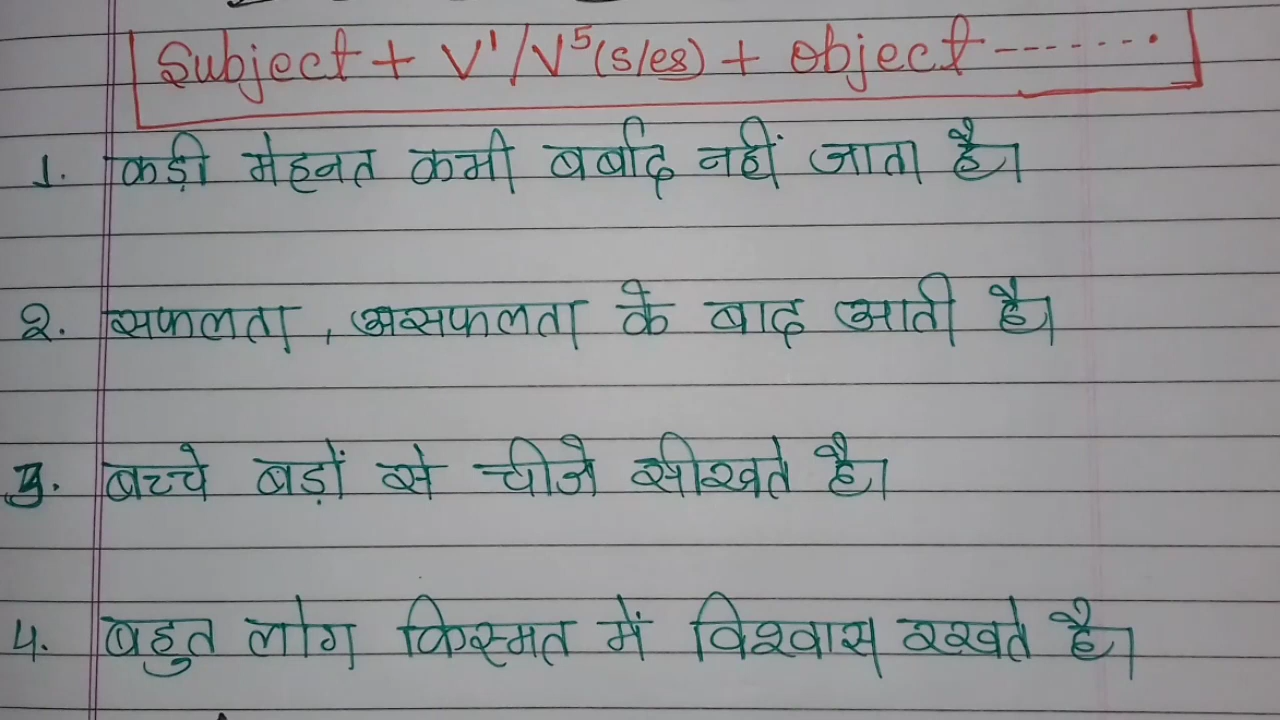 Subject + V¹/V⁵(s/es) + object -------
1. कड़ी मेहनत कभी बर्बाद नहीं जाता है।
2. सफलता, असफलता के बाद आती है।
3. बच्चे बड़ों से चीजे सीखते है।
4. बहुत लोग किस्मत में विश्वास रखते है।